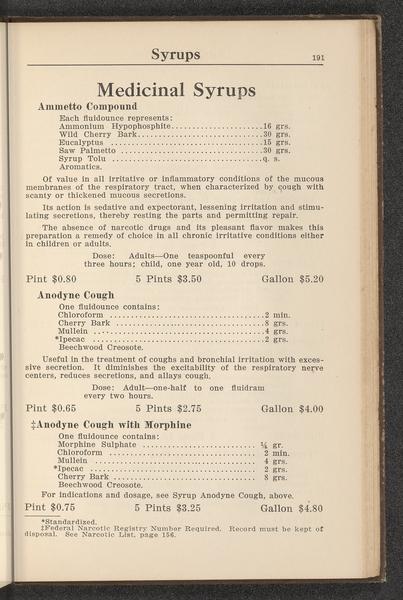 Syrups
191
Medicinal Syrups
Ammetto Compound
Each fluidounce represents:
Ammonium Hypophosphite....................16 grs.
Wild Cherry Bark............................30 grs.
Eucalyptus ..................................15 grs.
Saw Palmetto ...............................30 grs.
Syrup Tolu ..................................q. s.
Aromatics.
Of value in all irritative or inflammatory conditions of the mucous
membranes of the respiratory tract, when characterized by cough with
scanty or thickened mucous secretions.
Its action is sedative and expectorant, lessening irritation and stimu-
lating secretions, thereby resting the parts and permitting repair.
The absence of narcotic drugs and its pleasant flavor makes this
preparation a remedy of choice in all chronic irritative conditions either
in children or adults.
Dose: Adults—One teaspoonful every
three hours; child, one year old, 10 drops.
Pint $0.80 5 Pints $3.50 Gallon $5.20
Anodyne Cough
One fluidounce contains:
Chloroform ...................................2 min.
Cherry Bark ..................................8 grs.
Mullein ......................................4 grs.
*Ipecac ......................................2 grs.
Beechwood Creosote.
Useful in the treatment of coughs and bronchial irritation with exces-
sive secretion. It diminishes the excitability of the respiratory nerve
centers, reduces secretions, and allays cough.
Dose: Adult—one-half to one fluidram
every two hours.
Pint $0.65 5 Pints $2.75 Gallon $4.00
‡Anodyne Cough with Morphine
One fluidounce contains:
Morphine Sulphate .......................... ¼ gr.
Chloroform .................................. 2 min.
Mullein ..................................... 4 grs.
*Ipecac ..................................... 2 grs.
Cherry Bark ................................. 8 grs.
Beechwood Creosote.
For indications and dosage, see Syrup Anodyne Cough, above.
Pint $0.75 5 Pints $3.25 Gallon $4.80
*Standardized.
‡Federal Narcotic Registry Number Required. Record must be kept of
disposal. See Narcotic List, page 156.